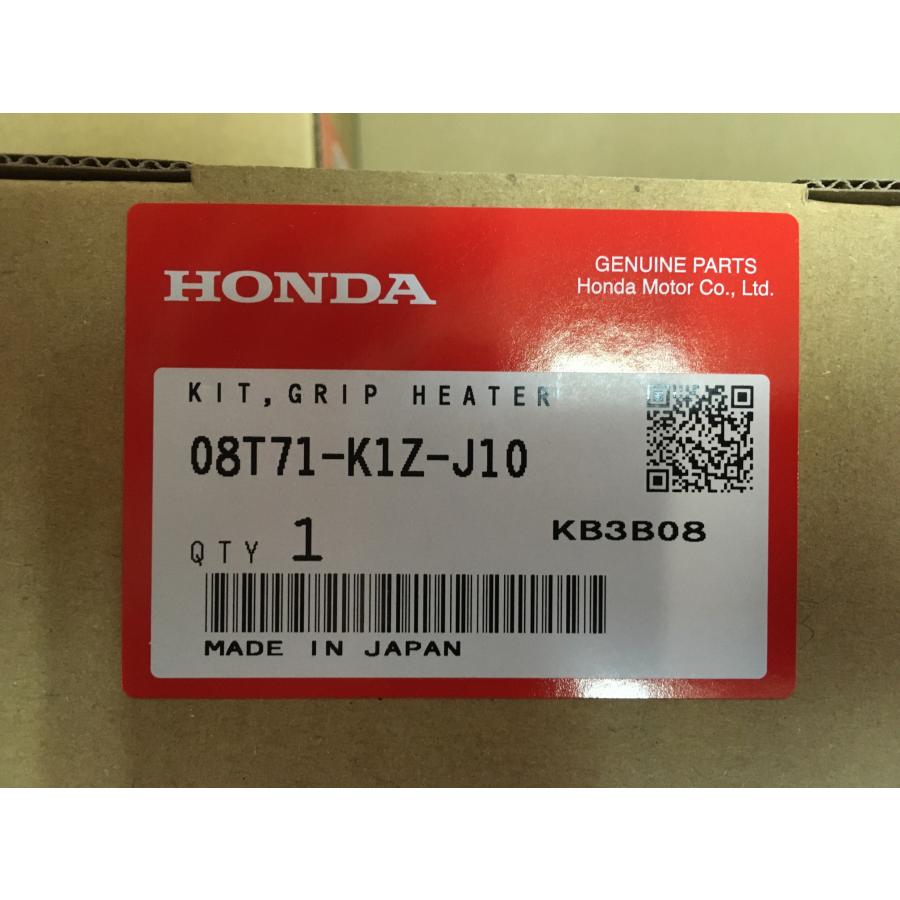 HONDA
GENUINE PARTS
Honda Motor Co., Ltd.
KIT,GRIP HEATER
08T71-K1Z-J10
QTY 1
KB3B08
MADE IN JAPAN